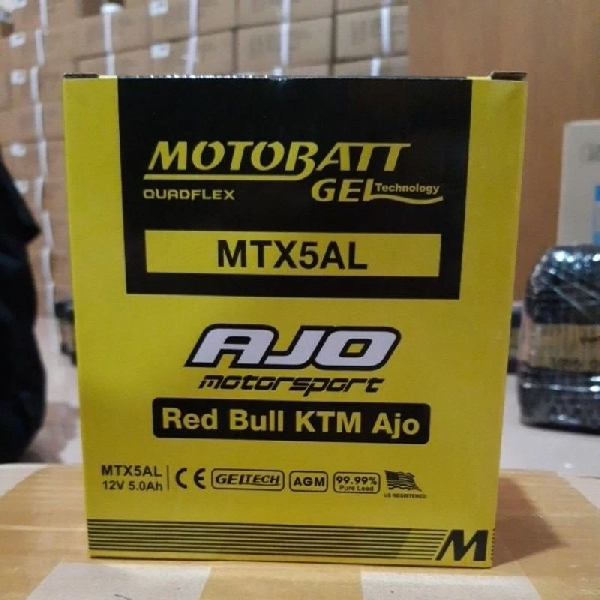 MOTOBATT
QUADFLEX GEL Technology
MTX5AL
AJO
motorsport
Red Bull KTM Ajo
MTX5AL
12V 5.0Ah
CE GELTECH AGM 99.99% Pure Lead US REGISTERED
M